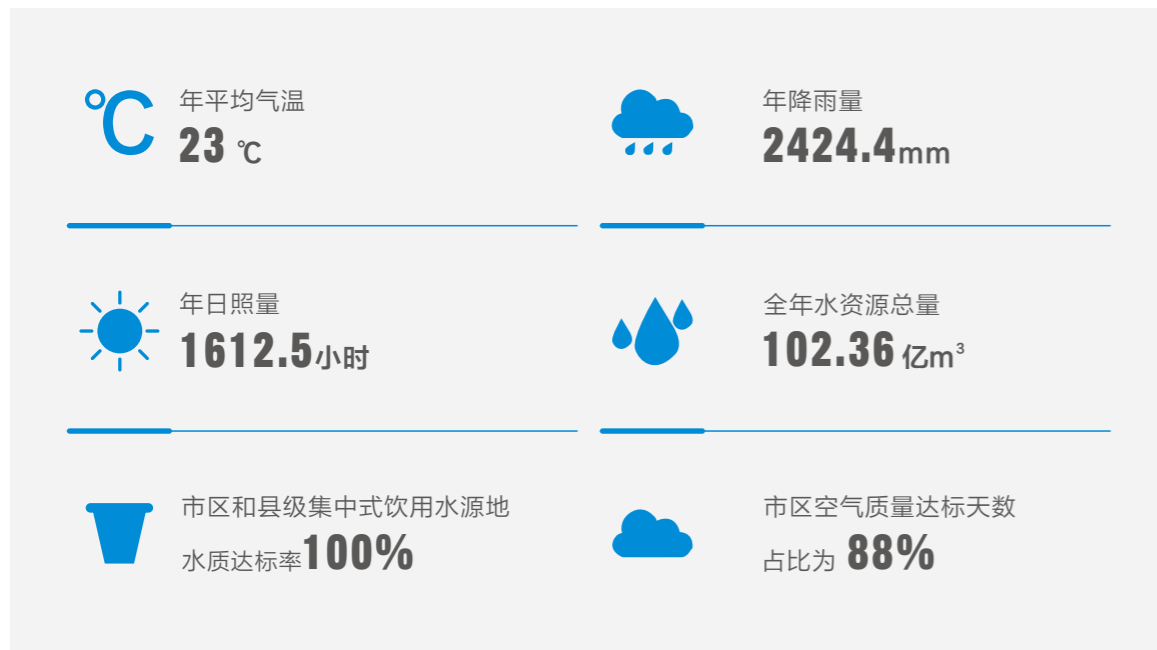 ℃
年平均气温
23 ℃
年降雨量
2424.4mm
年日照量
1612.5小时
全年水资源总量
102.36 亿m³
市区和县级集中式饮用水源地
水质达标率100%
市区空气质量达标天数
占比为 88%